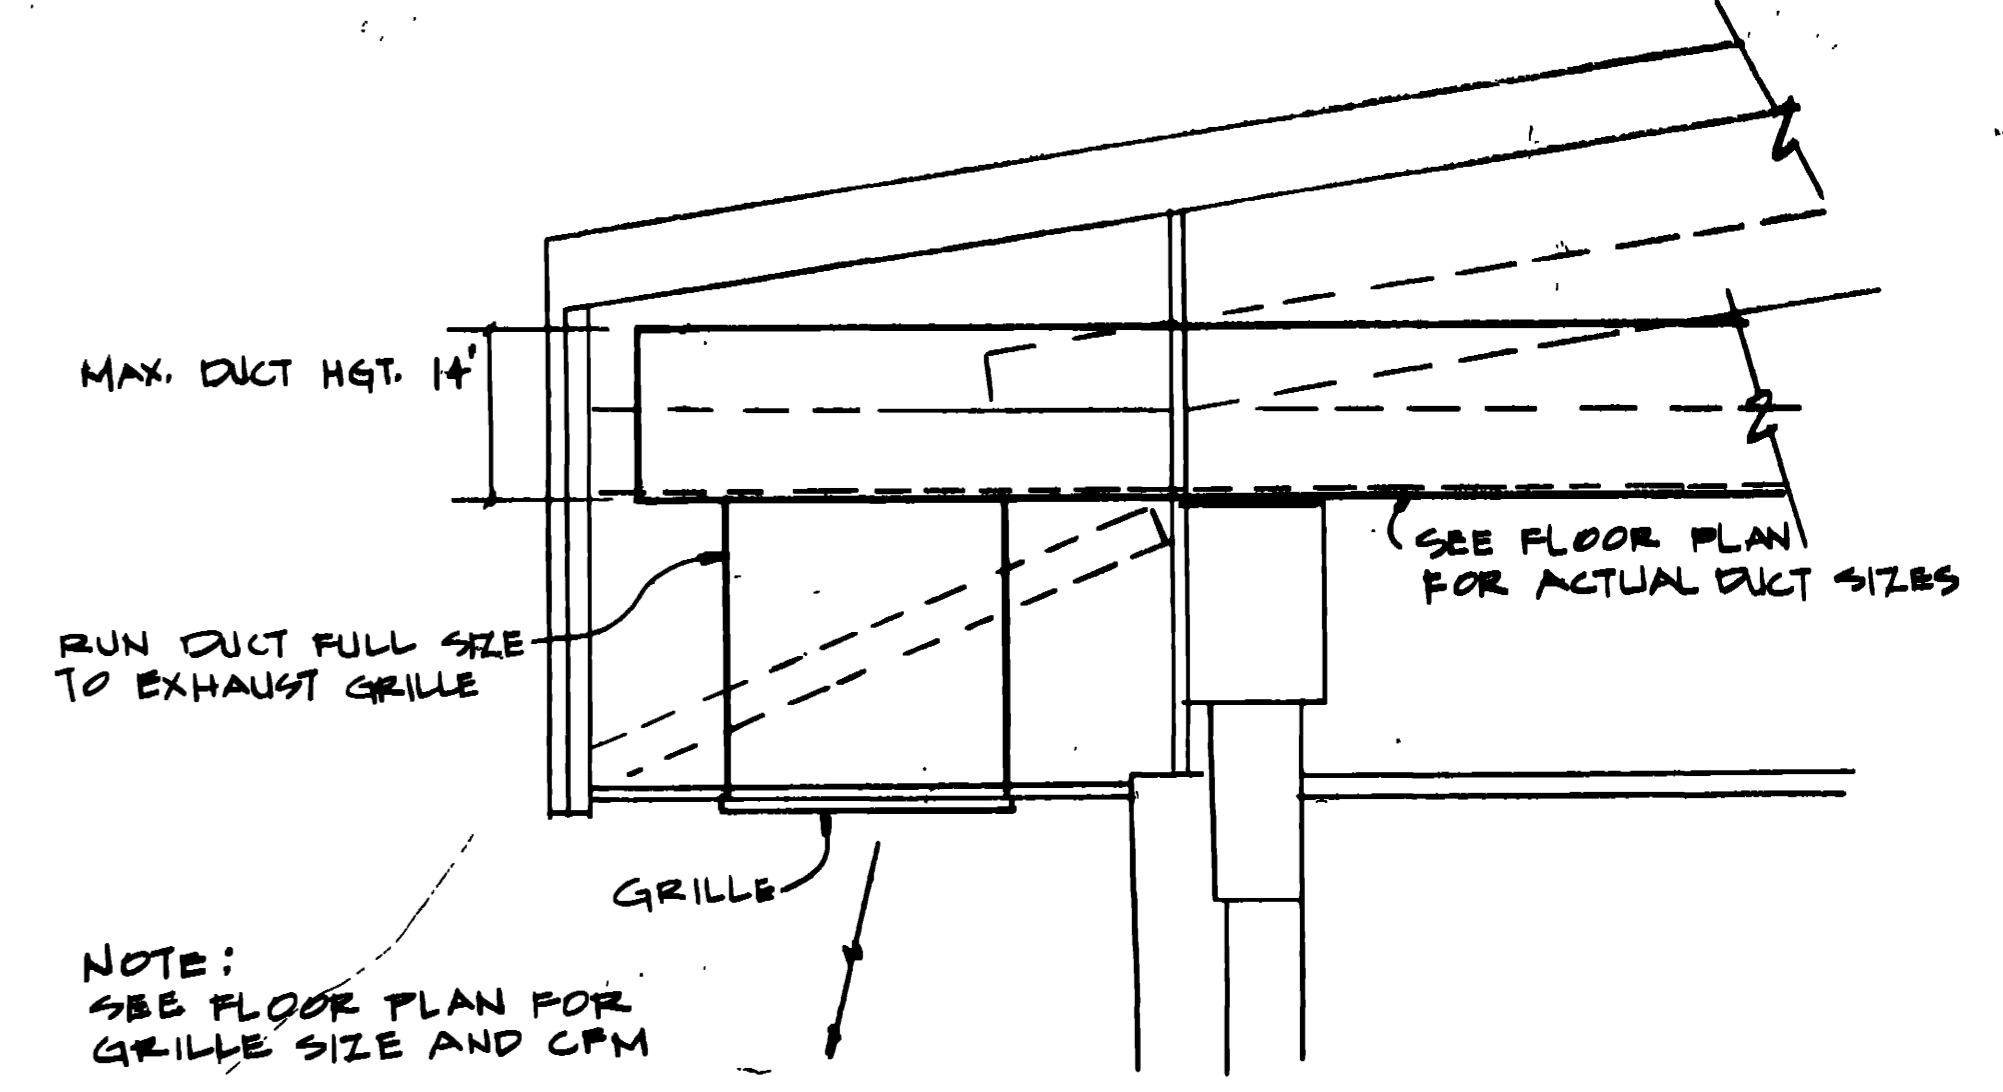 MAX. DUCT HGT. 14"
SEE FLOOR PLAN
FOR ACTUAL DUCT SIZES
RUN DUCT FULL SIZE
TO EXHAUST GRILLE
GRILLE
NOTE:
SEE FLOOR PLAN FOR
GRILLE SIZE AND CFM